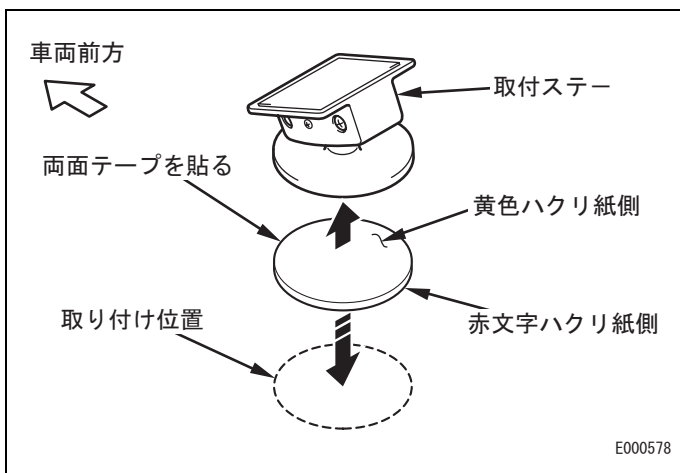 車両前方
取付ステー
両面テープを貼る
黄色ハクリ紙側
取り付け位置
赤文字ハクリ紙側
E000578